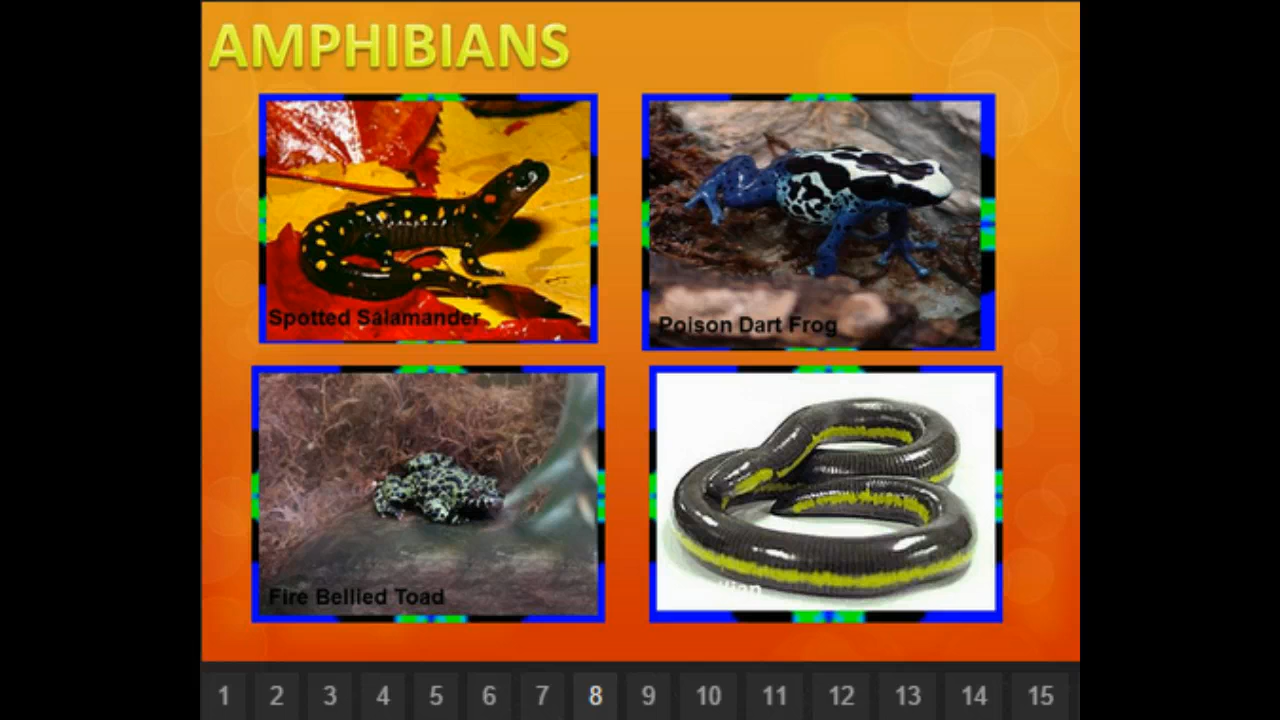 AMPHIBIANS
Spotted Salamander
Poison Dart Frog
Fire Bellied Toad
1 2 3 4 5 6 7 8 9 10 11 12 13 14 15